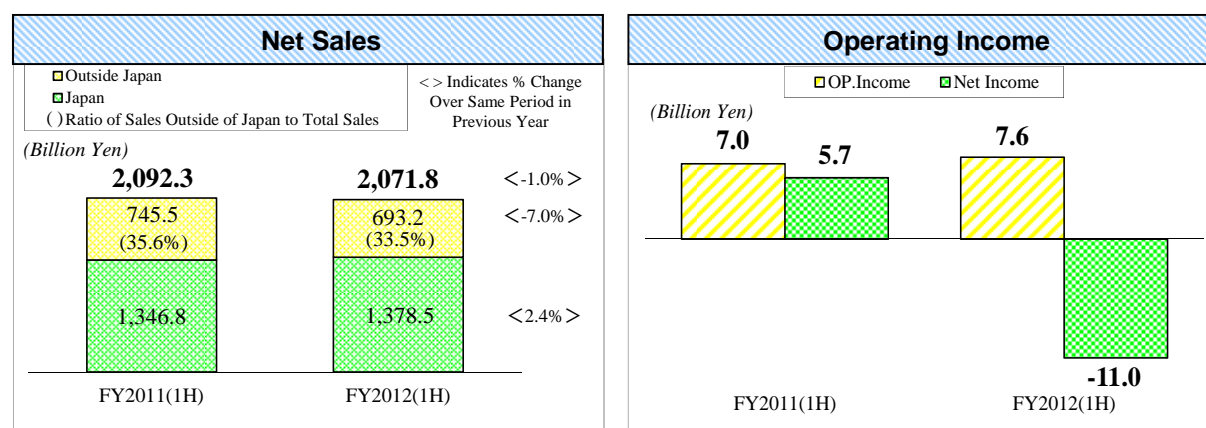 Net Sales
Outside Japan
Japan
( )Ratio of Sales Outside of Japan to Total Sales
< > Indicates % Change
Over Same Period in
Previous Year
(Billion Yen)
2,092.3
2,071.8
<-1.0%>
745.5
(35.6%)
693.2
(33.5%)
<-7.0%>
1,346.8
1,378.5
<2.4%>
FY2011(1H)
FY2012(1H)
Operating Income
OP.Income
Net Income
(Billion Yen)
7.0
5.7
7.6
-11.0
FY2011(1H)
FY2012(1H)